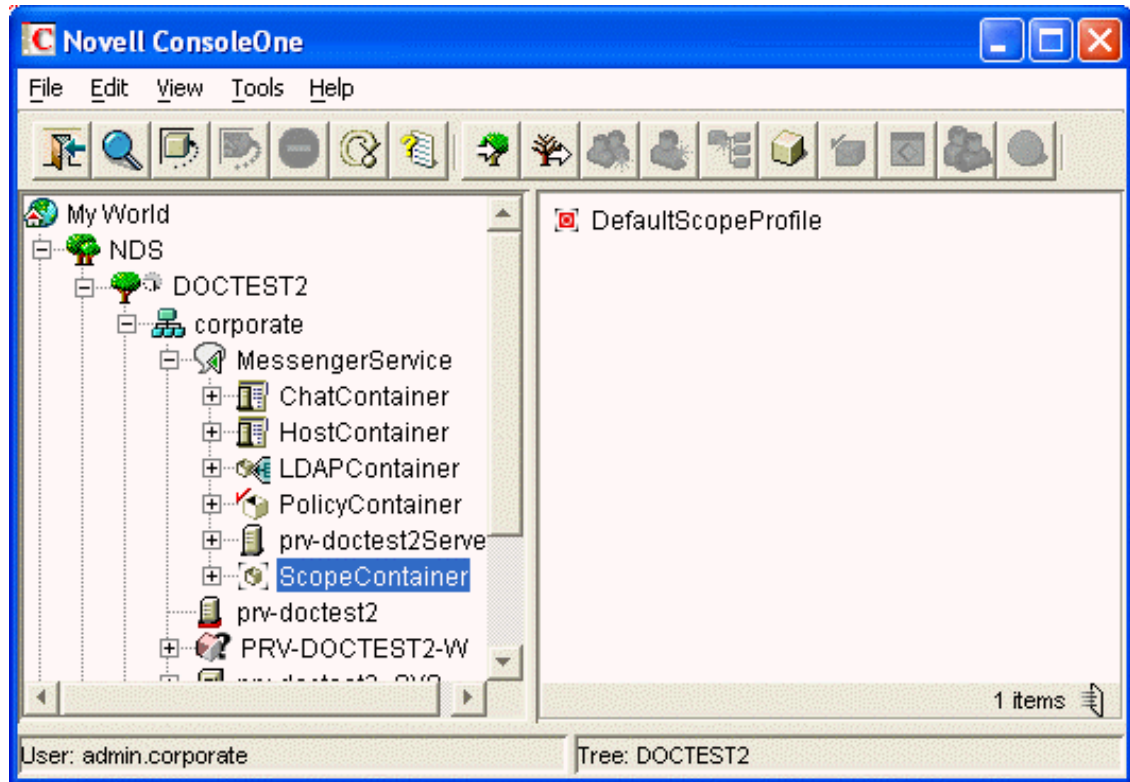 Novell ConsoleOne
File Edit View Tools Help
My World
NDS
DOCTEST2
corporate
MessengerService
ChatContainer
HostContainer
LDAPContainer
PolicyContainer
prv-doctest2Serve
ScopeContainer
prv-doctest2
PRV-DOCTEST2-W
DefaultScopeProfile
1 items
User: admin.corporate
Tree: DOCTEST2